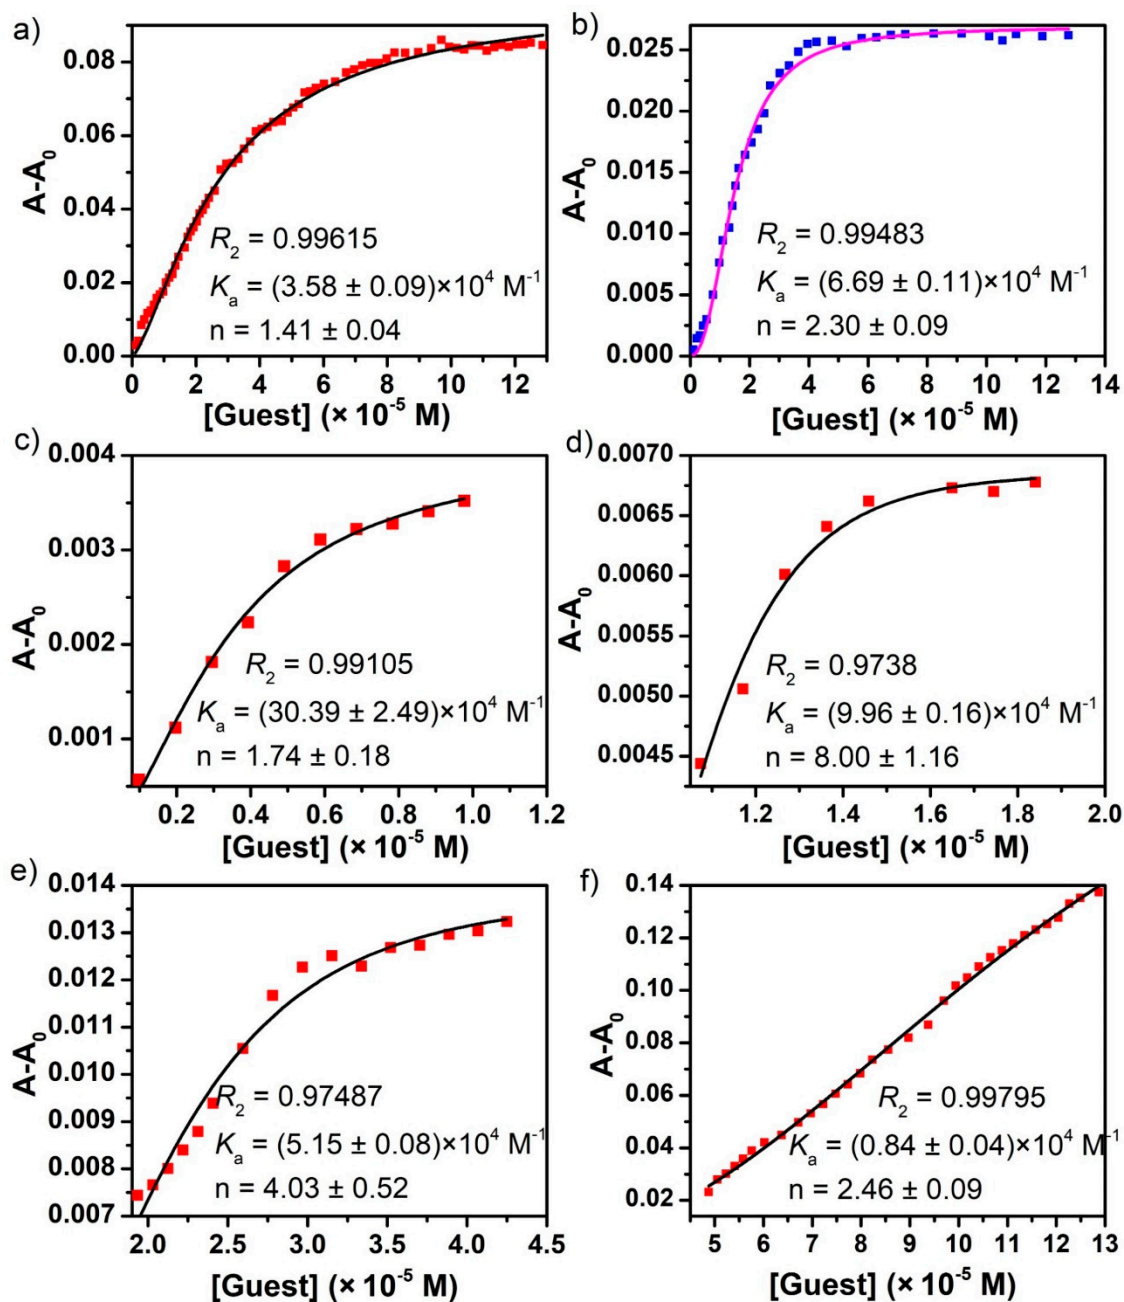 a)
A-A0
0.08
0.06
0.04
0.02
0.00
R2 = 0.99615
Ka = (3.58 ± 0.09)×10^4 M^-1
n = 1.41 ± 0.04
0 2 4 6 8 10 12
[Guest] (× 10^-5 M)
b)
A-A0
0.025
0.020
0.015
0.010
0.005
0.000
R2 = 0.99483
Ka = (6.69 ± 0.11)×10^4 M^-1
n = 2.30 ± 0.09
0 2 4 6 8 10 12 14
[Guest] (× 10^-5 M)
c)
A-A0
0.004
0.003
0.002
0.001
R2 = 0.99105
Ka = (30.39 ± 2.49)×10^4 M^-1
n = 1.74 ± 0.18
0.2 0.4 0.6 0.8 1.0 1.2
[Guest] (× 10^-5 M)
d)
A-A0
0.0070
0.0065
0.0060
0.0055
0.0050
0.0045
R2 = 0.9738
Ka = (9.96 ± 0.16)×10^4 M^-1
n = 8.00 ± 1.16
1.2 1.4 1.6 1.8 2.0
[Guest] (× 10^-5 M)
e)
A-A0
0.014
0.013
0.012
0.011
0.010
0.009
0.008
0.007
R2 = 0.97487
Ka = (5.15 ± 0.08)×10^4 M^-1
n = 4.03 ± 0.52
2.0 2.5 3.0 3.5 4.0 4.5
[Guest] (× 10^-5 M)
f)
A-A0
0.14
0.12
0.10
0.08
0.06
0.04
0.02
R2 = 0.99795
Ka = (0.84 ± 0.04)×10^4 M^-1
n = 2.46 ± 0.09
5 6 7 8 9 10 11 12 13
[Guest] (× 10^-5 M)